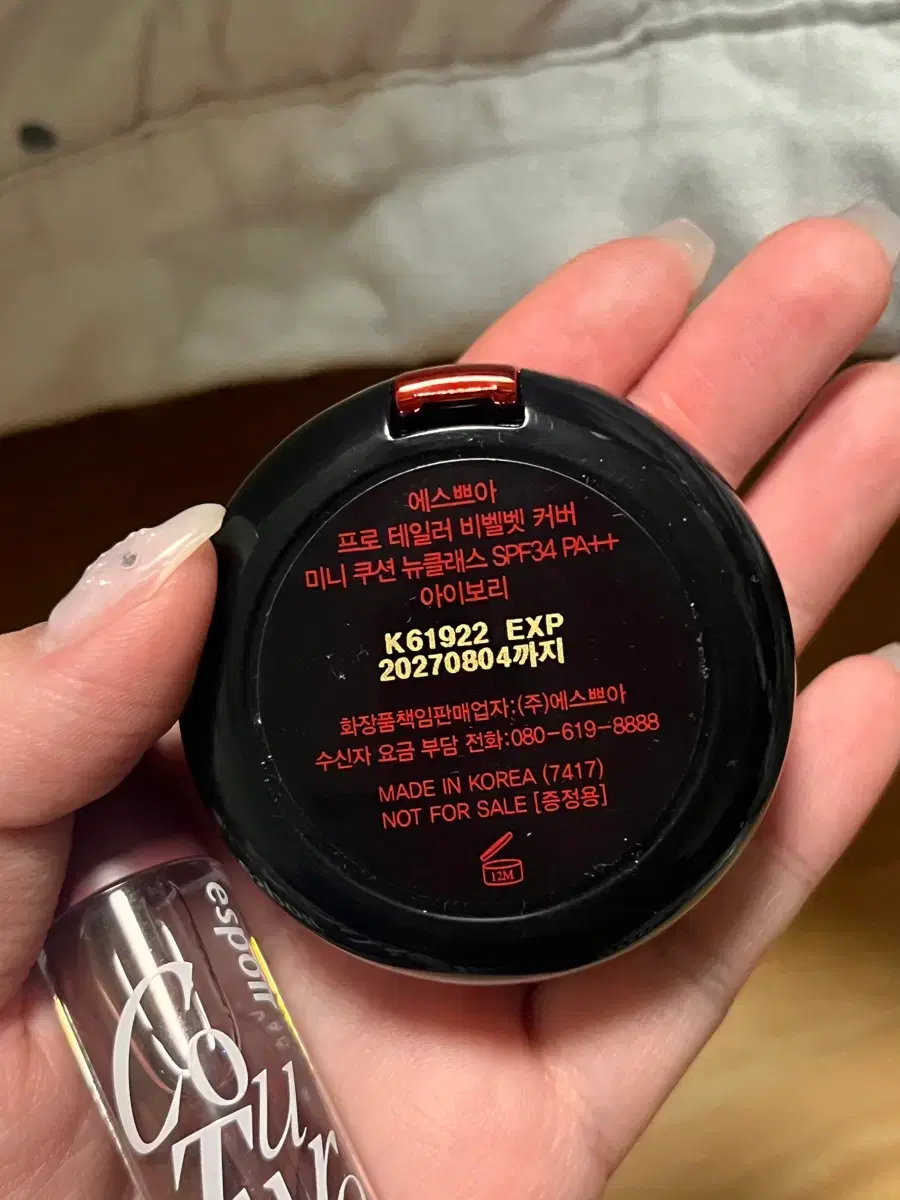 에스쁘아
프로 테일러 비벨벳 커버
미니 쿠션 뉴클래스 SPF34 PA++
아이보리
K61922 EXP
20270804까지
화장품책임판매업자:(주)에스쁘아
수신자 요금 부담 전화:080-619-8888
MADE IN KOREA (7417)
NOT FOR SALE [증정용]
12M
espoir
Couture